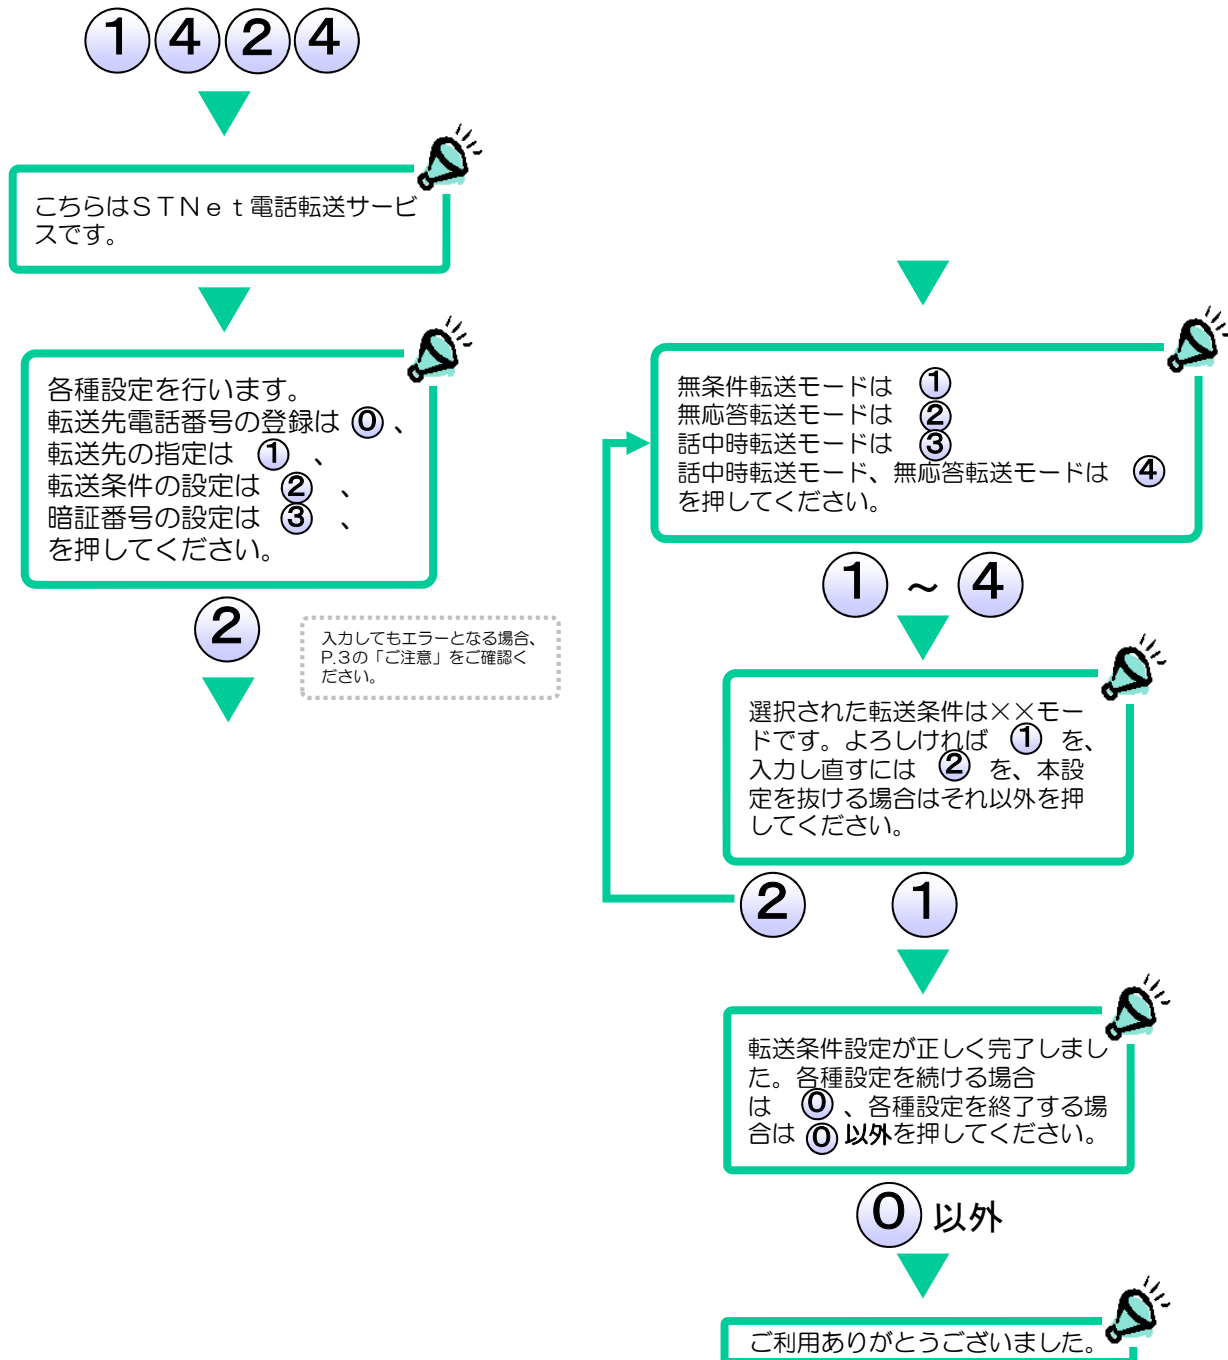 ①④②④
こちらはＳＴＮｅｔ電話転送サービ
スです。
各種設定を行います。
転送先電話番号の登録は⓪、
転送先の指定は ① 、
転送条件の設定は ② 、
暗証番号の設定は ③ 、
を押してください。
②
入力してもエラーとなる場合、
P.3の「ご注意」をご確認く
ださい。
無条件転送モードは ①
無応答転送モードは ②
話中時転送モードは ③
話中時転送モード、無応答転送モードは ④
を押してください。
①～④
選択された転送条件は××モー
ドです。よろしければ ① を、
入力し直すには ② を、本設
定を抜ける場合はそれ以外を押
してください。
② ①
転送条件設定が正しく完了しまし
た。各種設定を続ける場合
は ⓪ 、各種設定を終了する場
合は⓪以外を押してください。
⓪以外
ご利用ありがとうございました。